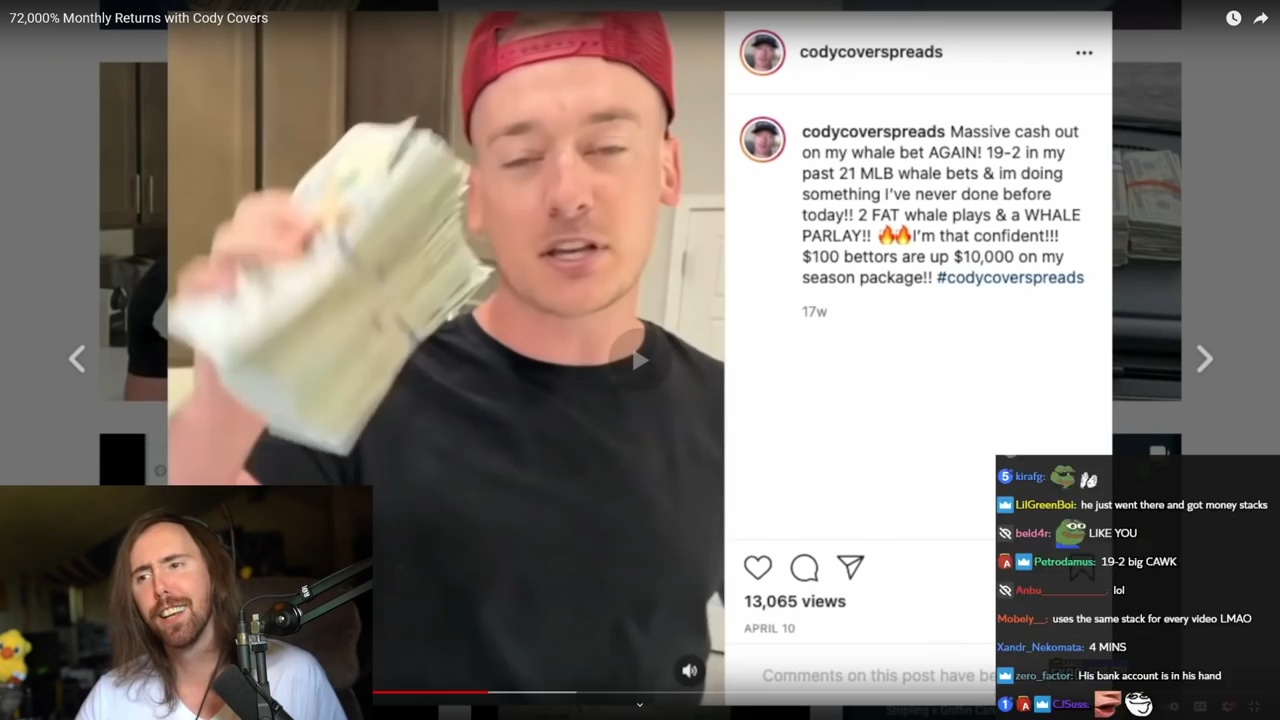 72,000% Monthly Returns with Cody Covers
codycoverspreads
codycoverspreads Massive cash out
on my whale bet AGAIN! 19-2 in my
past 21 MLB whale bets & im doing
something I've never done before
today!! 2 FAT whale plays & a WHALE
PARLAY!! 🔥🔥I'm that confident!!!
$100 bettors are up $10,000 on my
season package!! #codycoverspreads
17w
13,065 views
APRIL 10
Comments on this post have be
5 kirafg:
LilGreenBoi: he just went there and got money stacks
beld4r: LIKE YOU
Petrodamus: 19-2 big CAWK
Anbu__________: lol
Mobely__: uses the same stack for every video LMAO
Xandr_Nekomata: 4 MINS
zero_factor: His bank account is in his hand
1 CJSuss: